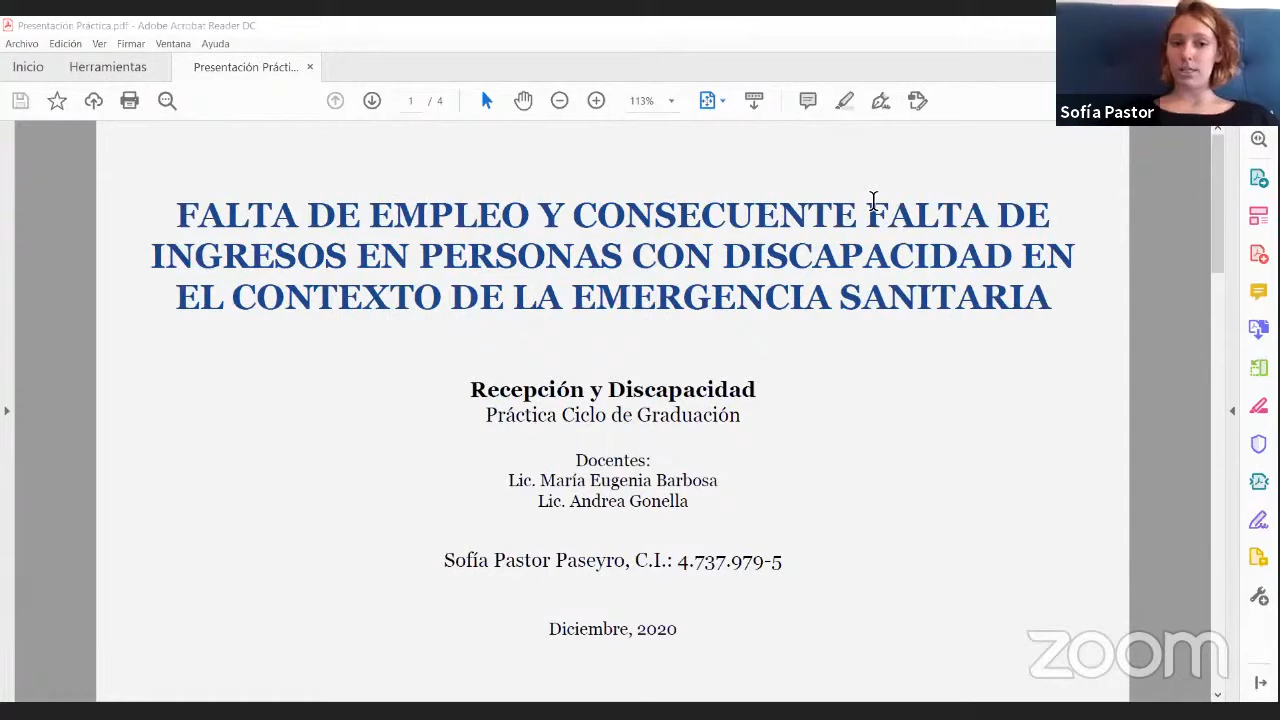 Presentación Práctica.pdf - Adobe Acrobat Reader DC
Archivo Edición Ver Firmar Ventana Ayuda
Inicio Herramientas Presentación Prácti... ×
1 / 4 113%
Sofía Pastor
FALTA DE EMPLEO Y CONSECUENTE FALTA DE
INGRESOS EN PERSONAS CON DISCAPACIDAD EN
EL CONTEXTO DE LA EMERGENCIA SANITARIA
Recepción y Discapacidad
Práctica Ciclo de Graduación
Docentes:
Lic. María Eugenia Barbosa
Lic. Andrea Gonella
Sofía Pastor Paseyro, C.I.: 4.737.979-5
Diciembre, 2020
zoom